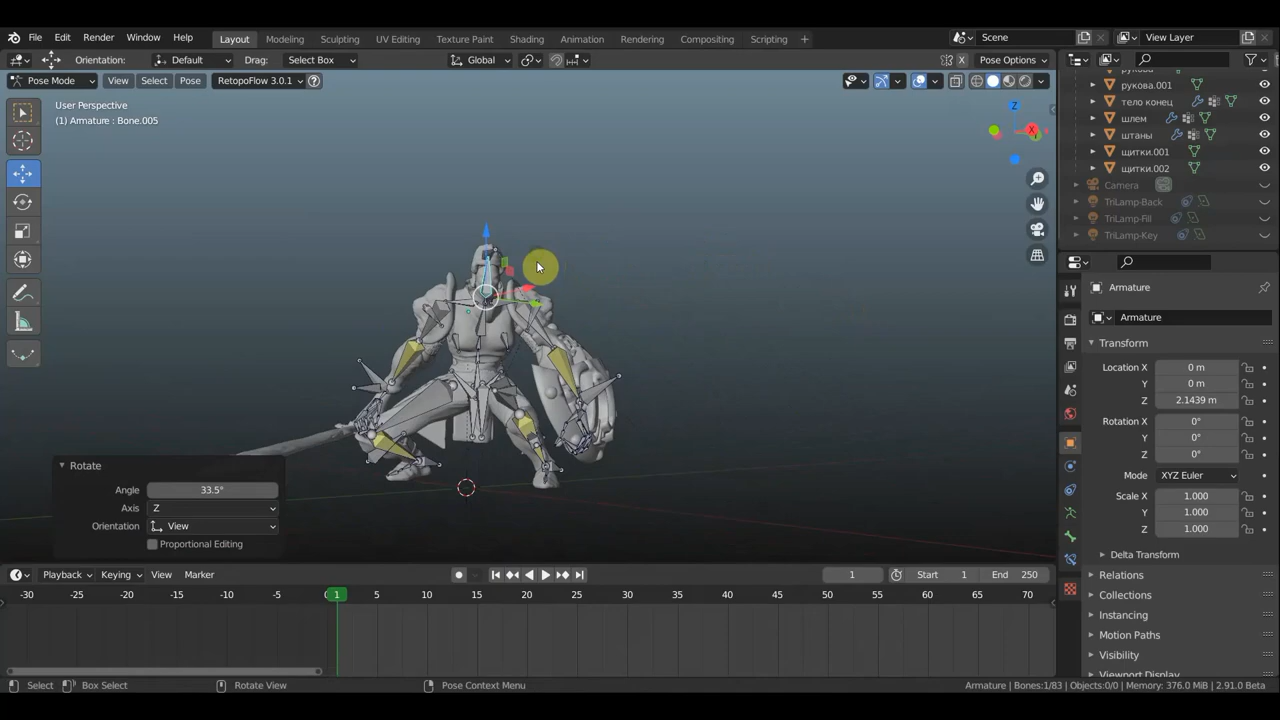 File Edit Render Window Help Layout Modeling Sculpting UV Editing Texture Paint Shading Animation Rendering Compositing Scripting + Scene View Layer
Orientation: Default Drag: Select Box Global X Pose Options
Pose Mode View Select Pose RetopoFlow 3.0.1 ?
User Perspective
(1) Armature : Bone.005
Z
X
рукова.001
тело конец
шлем
штаны
щитки.001
щитки.002
Camera
TriLamp-Back
TriLamp-Fill
TriLamp-Key
Armature
Armature
Transform
Location X 0 m
Y 0 m
Z 2.1439 m
Rotation X 0°
Y 0°
Z 0°
Mode XYZ Euler
Scale X 1.000
Y 1.000
Z 1.000
Delta Transform
Relations
Collections
Instancing
Motion Paths
Visibility
Viewport Display
Rotate
Angle 33.5°
Axis Z
Orientation View
Proportional Editing
Playback Keying View Marker 1 Start 1 End 250
-30 -25 -20 -15 -10 -5 1 5 10 15 20 25 30 35 40 45 50 55 60 65 70
Select Box Select Rotate View Pose Context Menu Armature | Bones:1/83 | Objects:0/0 | Memory: 376.0 MiB | 2.91.0 Beta